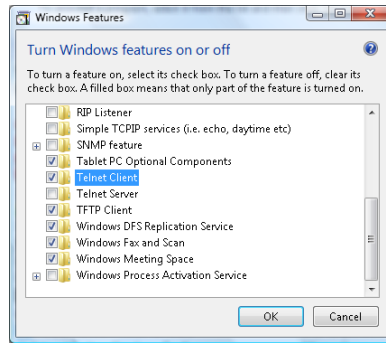 Windows Features
Turn Windows features on or off
To turn a feature on, select its check box. To turn a feature off, clear its
check box. A filled box means that only part of the feature is turned on.
RIP Listener
Simple TCPIP services (i.e. echo, daytime etc)
SNMP feature
Tablet PC Optional Components
Telnet Client
Telnet Server
TFTP Client
Windows DFS Replication Service
Windows Fax and Scan
Windows Meeting Space
Windows Process Activation Service
OK Cancel